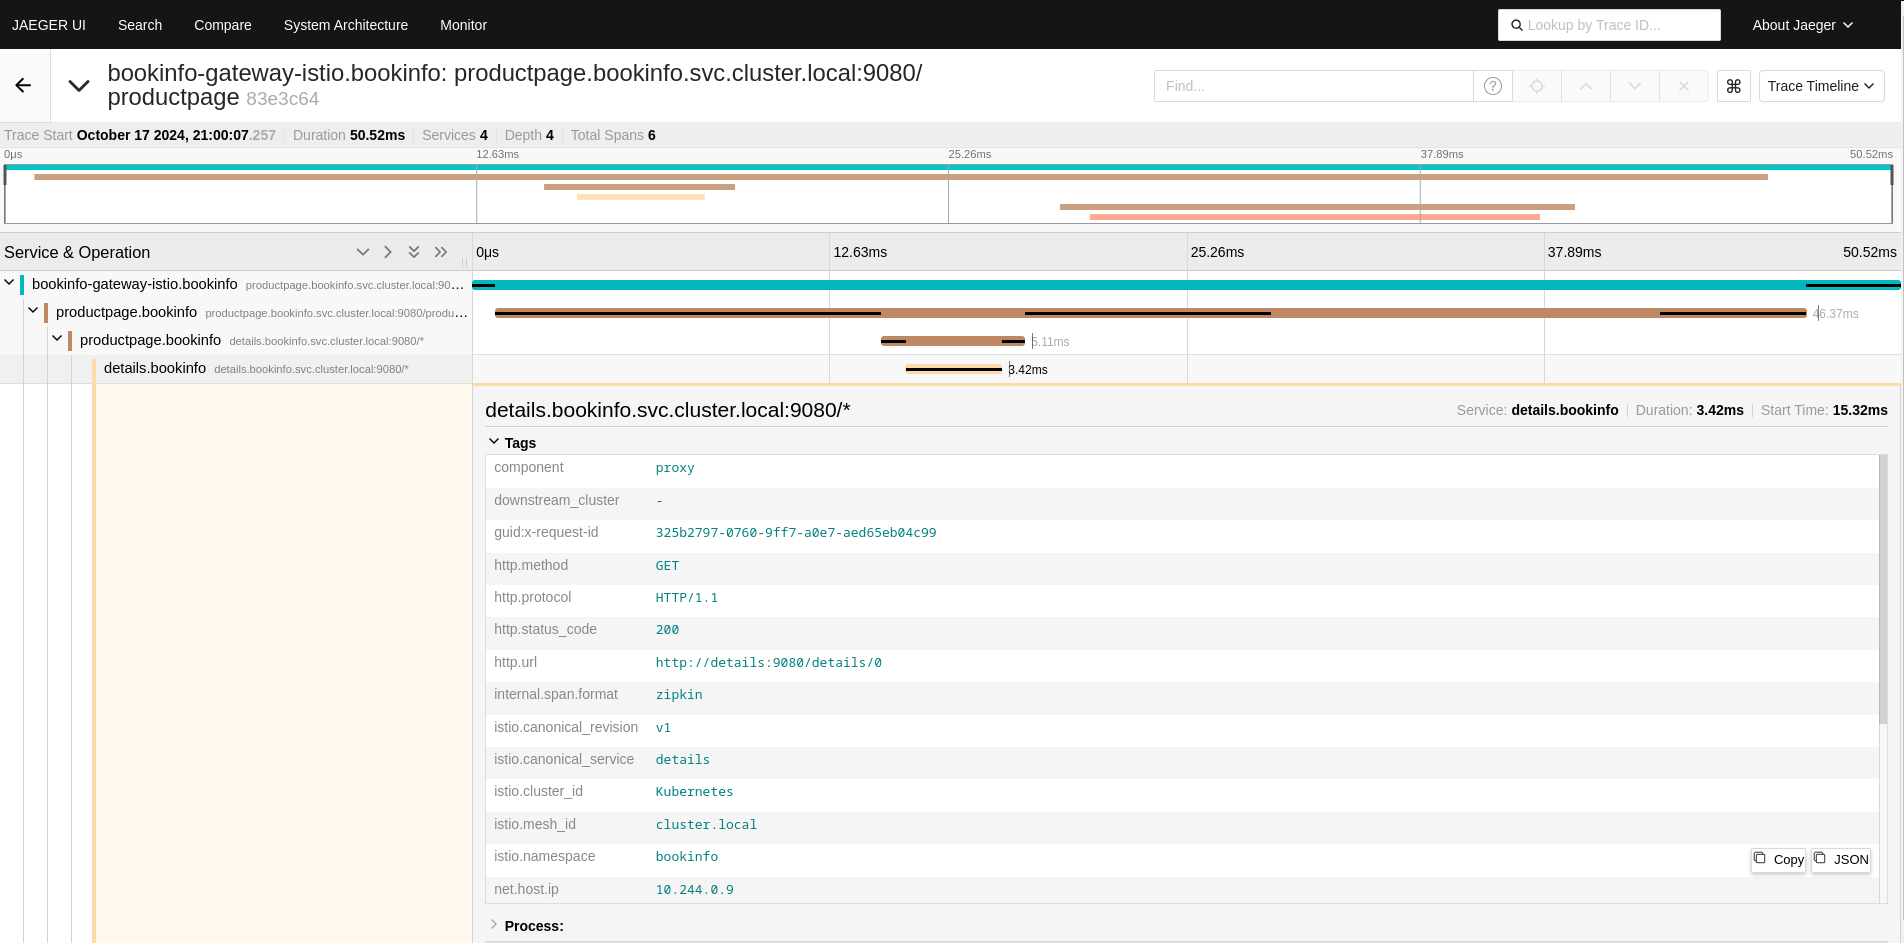 JAEGER UI Search Compare System Architecture Monitor Lookup by Trace ID... About Jaeger
bookinfo-gateway-istio.bookinfo: productpage.bookinfo.svc.cluster.local:9080/
productpage 83e3c64
Find... ? ⌘ Trace Timeline
Trace Start October 17 2024, 21:00:07.257 Duration 50.52ms Services 4 Depth 4 Total Spans 6
0μs 12.63ms 25.26ms 37.89ms 50.52ms
Service & Operation 0μs 12.63ms 25.26ms 37.89ms 50.52ms
bookinfo-gateway-istio.bookinfo productpage.bookinfo.svc.cluster.local:90...
productpage.bookinfo productpage.bookinfo.svc.cluster.local:9080/produ... 46.37ms
productpage.bookinfo details.bookinfo.svc.cluster.local:9080/* 5.11ms
details.bookinfo details.bookinfo.svc.cluster.local:9080/* 3.42ms
details.bookinfo.svc.cluster.local:9080/* Service: details.bookinfo Duration: 3.42ms Start Time: 15.32ms
Tags
component proxy
downstream_cluster -
guid:x-request-id 325b2797-0760-9ff7-a0e7-aed65eb04c99
http.method GET
http.protocol HTTP/1.1
http.status_code 200
http.url http://details:9080/details/0
internal.span.format zipkin
istio.canonical_revision v1
istio.canonical_service details
istio.cluster_id Kubernetes
istio.mesh_id cluster.local
istio.namespace bookinfo Copy JSON
net.host.ip 10.244.0.9
Process: